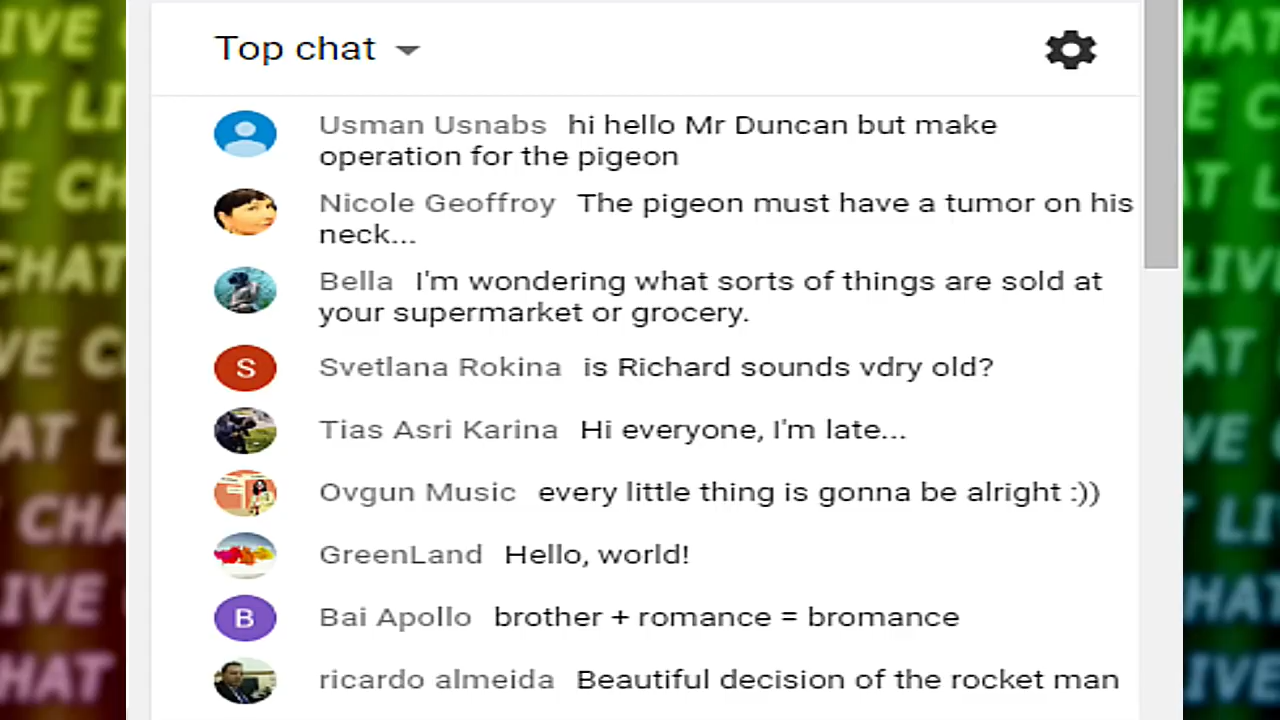 Top chat
Usman Usnabs hi hello Mr Duncan but make
operation for the pigeon
Nicole Geoffroy The pigeon must have a tumor on his
neck...
Bella I'm wondering what sorts of things are sold at
your supermarket or grocery.
S
Svetlana Rokina is Richard sounds vdry old?
Tias Asri Karina Hi everyone, I'm late...
Ovgun Music every little thing is gonna be alright :))
GreenLand Hello, world!
B
Bai Apollo brother + romance = bromance
ricardo almeida Beautiful decision of the rocket man